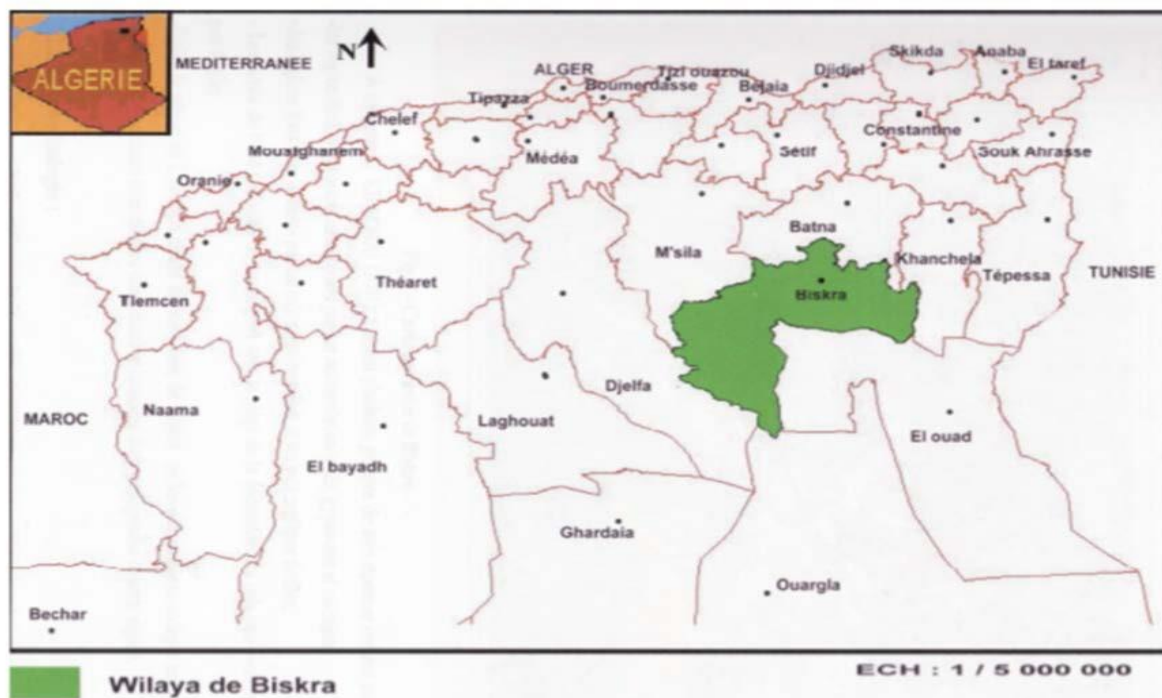 ALGERIE
MEDITERRANEE
N
ALGER
Tizi ouazou
Skikda
Anaba
Djidjel
El taref
Boumerdasse
Bejaia
Tipazza
Chelef
Constantine
Moustghanem
Médéa
Sétif
Souk Ahrasse
Oranie
Batna
M'sila
Khanchela
Tlemcen
Théaret
Tépessa
TUNISIE
Biskra
MAROC
Naama
Djelfa
Laghouat
El ouad
El bayadh
Ghardaia
Ouargla
Bechar
ECH : 1 / 5 000 000
Wilaya de Biskra